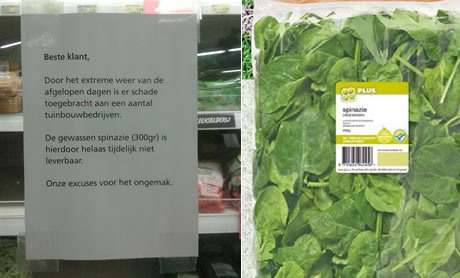 Beste klant,
Door het extreme weer van de
afgelopen dagen is er schade
toegebracht aan een aantal
tuinbouwbedrijven.
De gewassen spinazie (300gr) is
hierdoor helaas tijdelijk niet
leverbaar.
Onze excuses voor het ongemak.
PLUS
spinazie